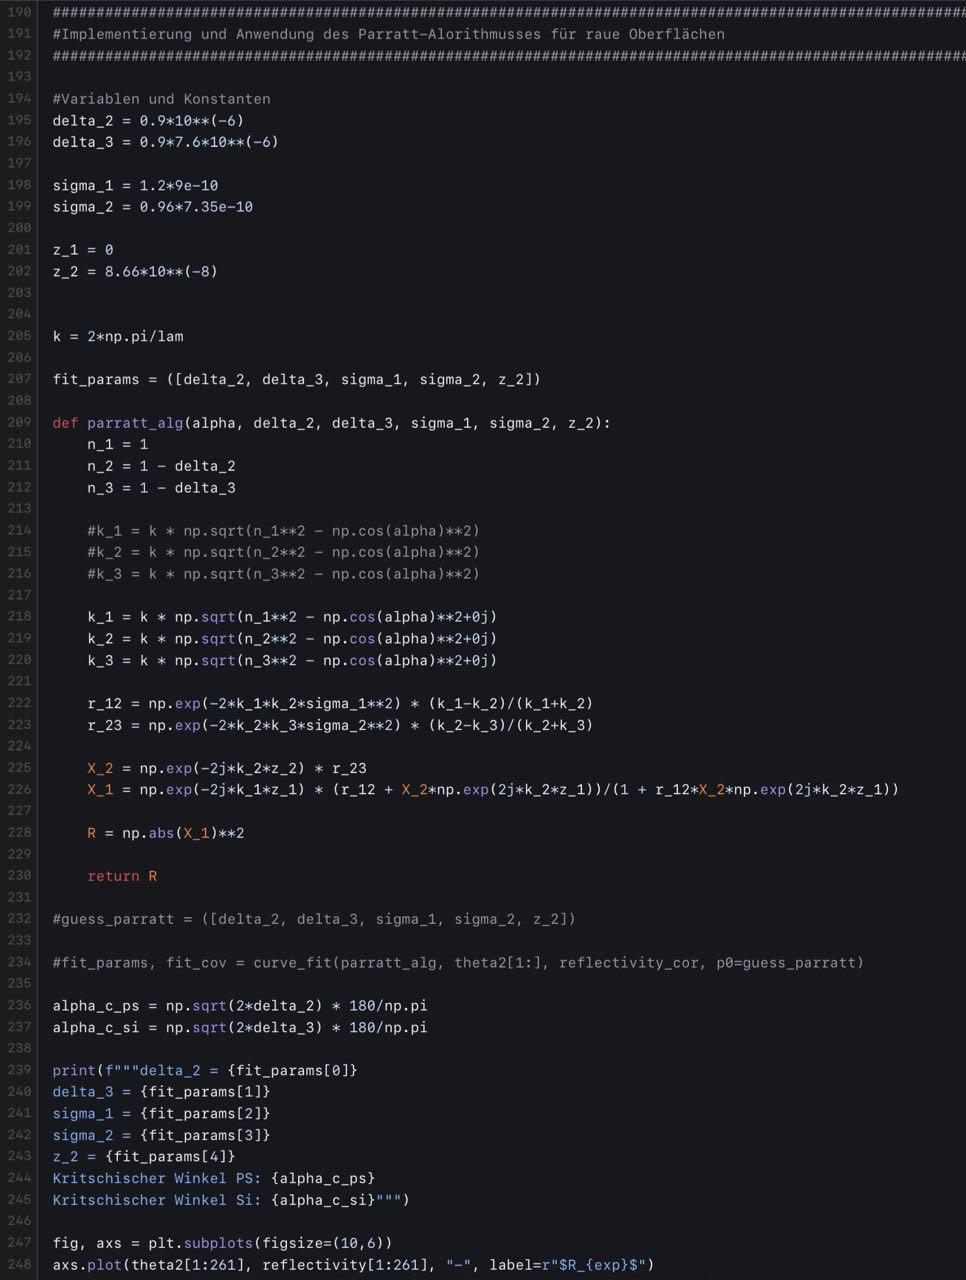 190 ################################################################################################################
191 #Implementierung und Anwendung des Parratt-Alorithmusses für raue Oberflächen
192 ################################################################################################################
193
194 #Variablen und Konstanten
195 delta_2 = 0.9*10**(-6)
196 delta_3 = 0.9*7.6*10**(-6)
197
198 sigma_1 = 1.2*9e-10
199 sigma_2 = 0.96*7.35e-10
200
201 z_1 = 0
202 z_2 = 8.66*10**(-8)
203
204
205 k = 2*np.pi/lam
206
207 fit_params = ([delta_2, delta_3, sigma_1, sigma_2, z_2])
208
209 def parratt_alg(alpha, delta_2, delta_3, sigma_1, sigma_2, z_2):
210     n_1 = 1
211     n_2 = 1 - delta_2
212     n_3 = 1 - delta_3
213
214     #k_1 = k * np.sqrt(n_1**2 - np.cos(alpha)**2)
215     #k_2 = k * np.sqrt(n_2**2 - np.cos(alpha)**2)
216     #k_3 = k * np.sqrt(n_3**2 - np.cos(alpha)**2)
217
218     k_1 = k * np.sqrt(n_1**2 - np.cos(alpha)**2+0j)
219     k_2 = k * np.sqrt(n_2**2 - np.cos(alpha)**2+0j)
220     k_3 = k * np.sqrt(n_3**2 - np.cos(alpha)**2+0j)
221
222     r_12 = np.exp(-2*k_1*k_2*sigma_1**2) * (k_1-k_2)/(k_1+k_2)
223     r_23 = np.exp(-2*k_2*k_3*sigma_2**2) * (k_2-k_3)/(k_2+k_3)
224
225     X_2 = np.exp(-2j*k_2*z_2) * r_23
226     X_1 = np.exp(-2j*k_1*z_1) * (r_12 + X_2*np.exp(2j*k_2*z_1))/(1 + r_12*X_2*np.exp(2j*k_2*z_1))
227
228     R = np.abs(X_1)**2
229
230     return R
231
232 #guess_parratt = ([delta_2, delta_3, sigma_1, sigma_2, z_2])
233
234 #fit_params, fit_cov = curve_fit(parratt_alg, theta2[1:], reflectivity_cor, p0=guess_parratt)
235
236 alpha_c_ps = np.sqrt(2*delta_2) * 180/np.pi
237 alpha_c_si = np.sqrt(2*delta_3) * 180/np.pi
238
239 print(f"""delta_2 = {fit_params[0]}
240 delta_3 = {fit_params[1]}
241 sigma_1 = {fit_params[2]}
242 sigma_2 = {fit_params[3]}
243 z_2 = {fit_params[4]}
244 Kritschischer Winkel PS: {alpha_c_ps}
245 Kritschischer Winkel Si: {alpha_c_si}""")
246
247 fig, axs = plt.subplots(figsize=(10,6))
248 axs.plot(theta2[1:261], reflectivity[1:261], "-", label=r"$R_{exp}$")